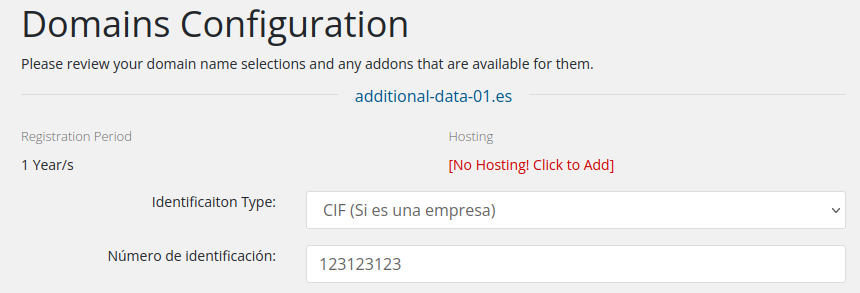 Domains Configuration
Please review your domain name selections and any addons that are available for them.
additional-data-01.es
Registration Period Hosting
1 Year/s [No Hosting! Click to Add]
Identificaiton Type: CIF (Si es una empresa)
Número de identificación: 123123123